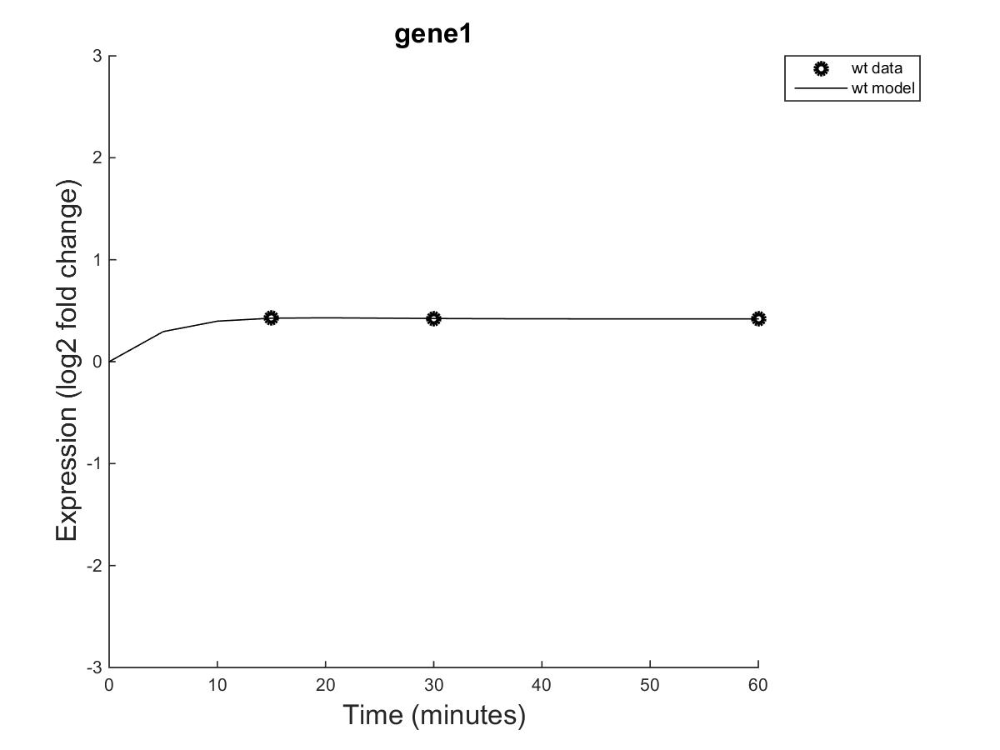 gene1
wt data
wt model
Expression (log2 fold change)
3
2
1
0
-1
-2
-3
0 10 20 30 40 50 60
Time (minutes)